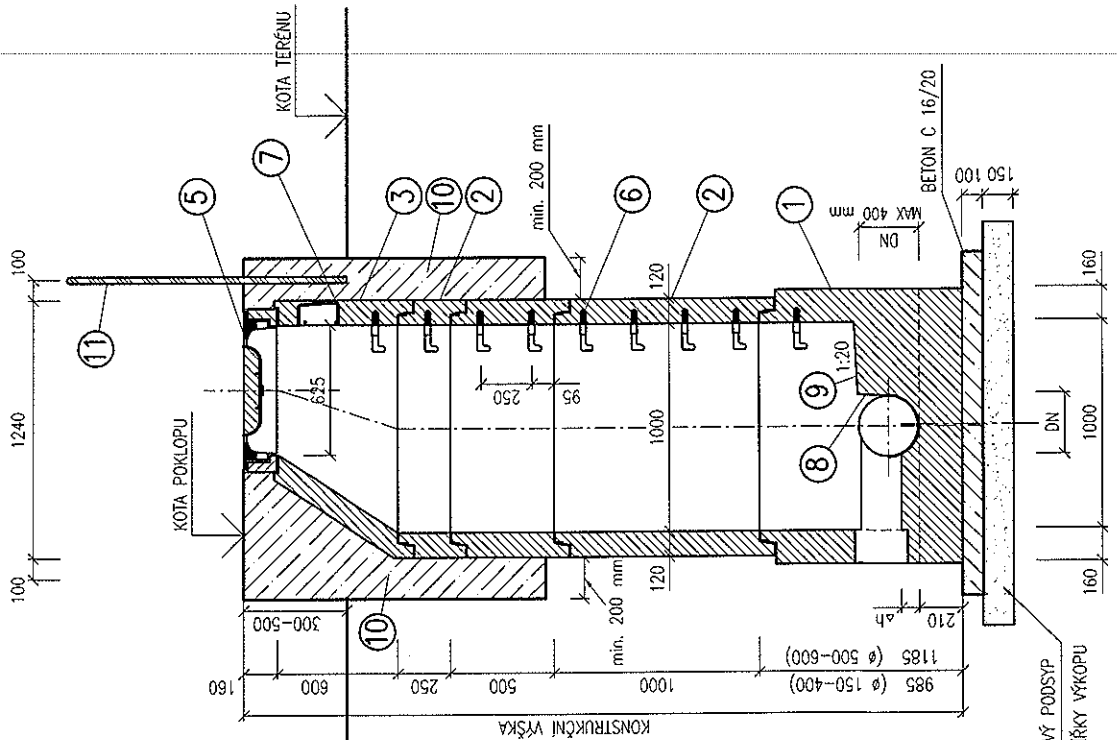 11
100
1240
100
5
KOTA TERÉNU
7
3
10
2
KOTA POKLOPU
625
min. 200 mm
6
2
250
95
1000
120
120
1
MAX 400 mm
DN
BETON C 16/20
100
150
9
1:20
8
DN
160
1000
160
10
min. 200 mm
300-500
160
600
250
500
1000
985 (ø 150-400)
1185 (ø 500-600)
Δh
210
KONSTRUKČNÍ VÝŠKA
VÝ PODSYP
ŘKY VÝKOPU